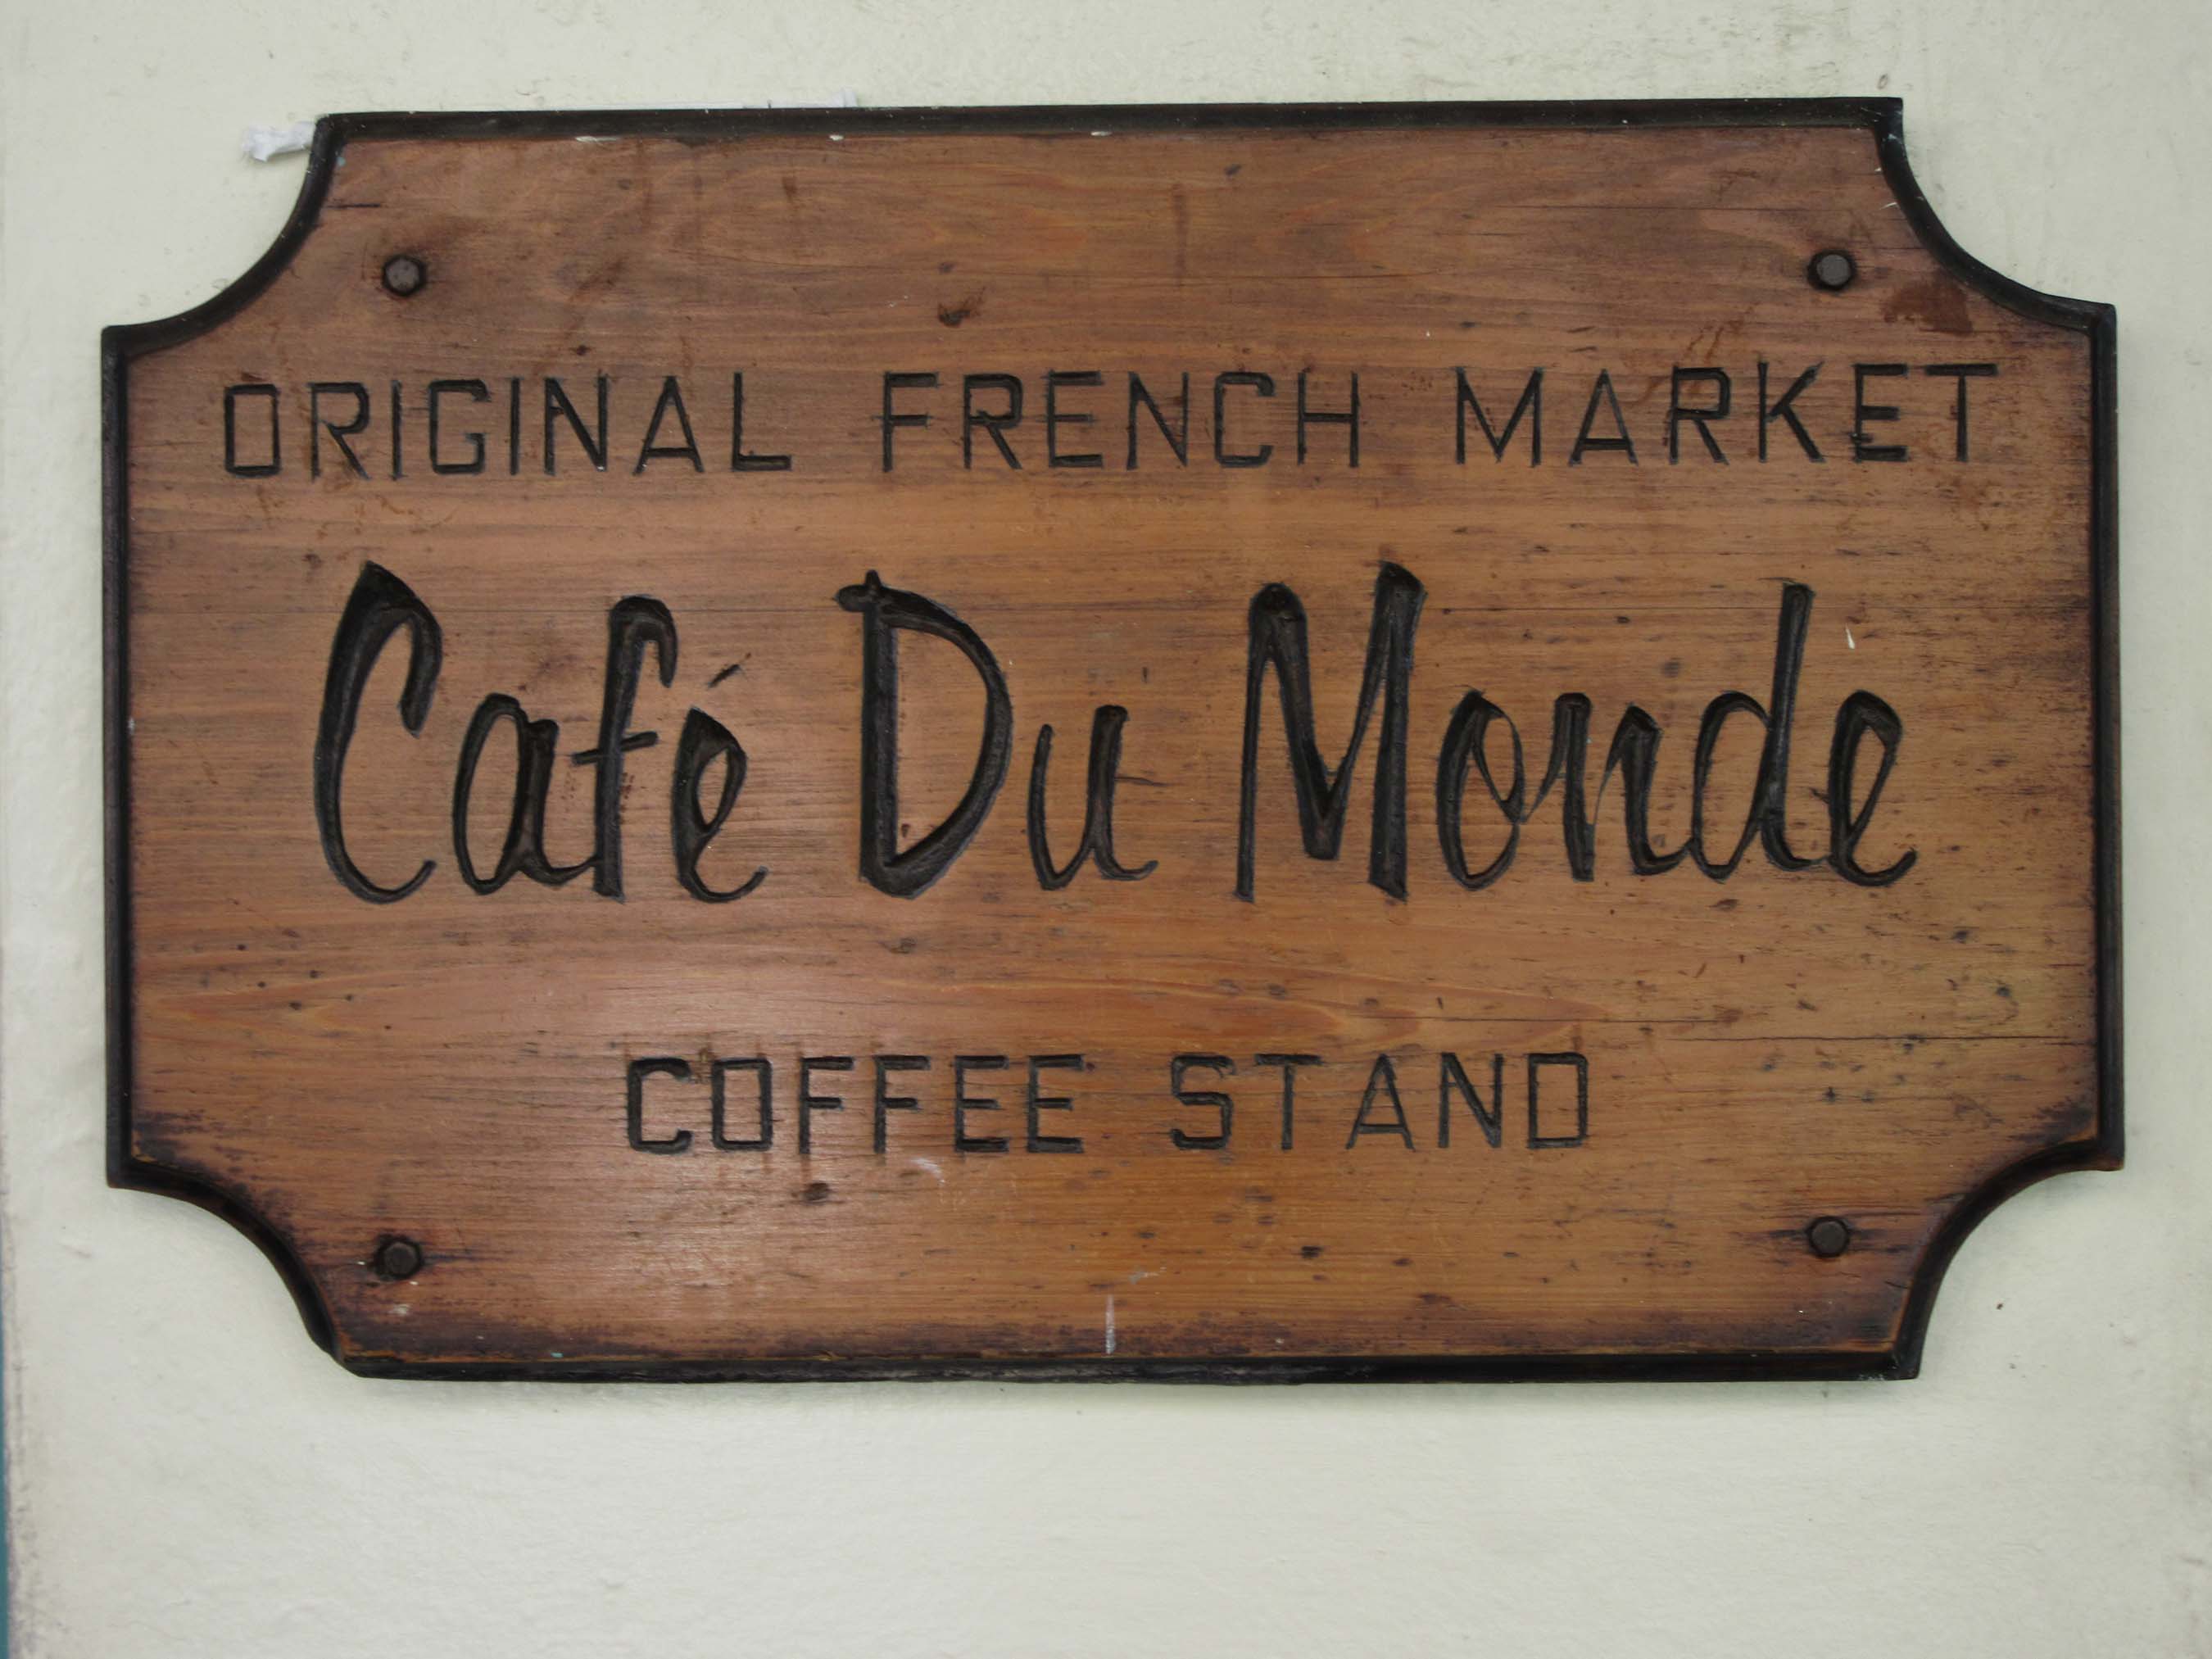 ORIGINAL FRENCH MARKET
Café Du Monde
COFFEE STAND